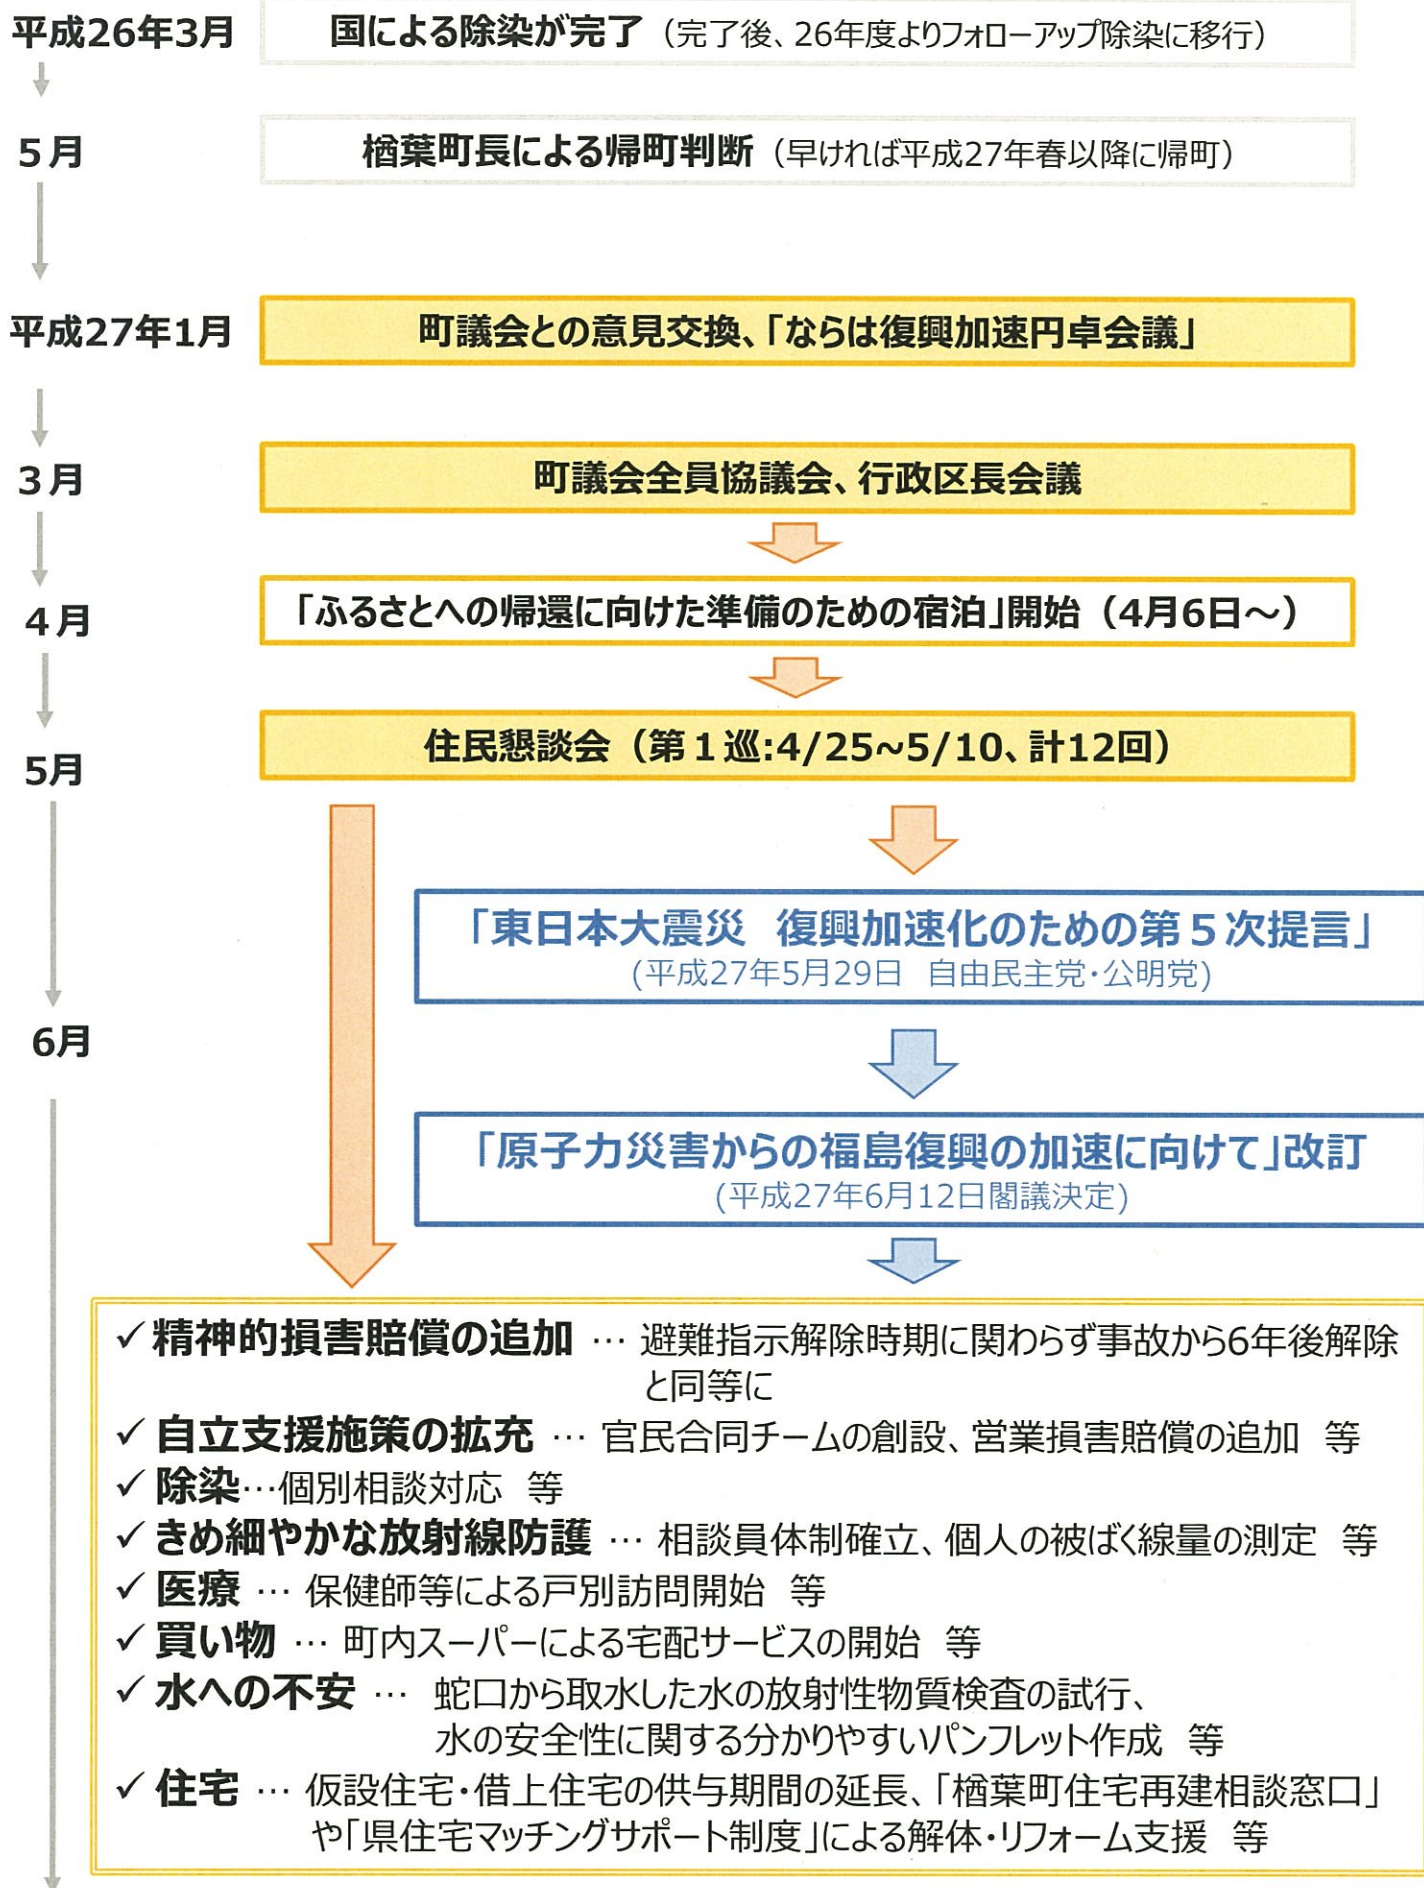 平成26年3月 国による除染が完了（完了後、26年度よりフォローアップ除染に移行）
5月 楢葉町長による帰町判断（早ければ平成27年春以降に帰町）
平成27年1月 町議会との意見交換、「ならは復興加速円卓会議」
3月 町議会全員協議会、行政区長会議
4月 「ふるさとへの帰還に向けた準備のための宿泊」開始（4月6日～）
5月 住民懇談会（第1巡:4/25~5/10、計12回）
「東日本大震災 復興加速化のための第5次提言」
(平成27年5月29日 自由民主党・公明党)
6月
「原子力災害からの福島復興の加速に向けて」改訂
(平成27年6月12日閣議決定)
✓精神的損害賠償の追加 … 避難指示解除時期に関わらず事故から6年後解除
と同等に
✓自立支援施策の拡充 … 官民合同チームの創設、営業損害賠償の追加 等
✓除染…個別相談対応 等
✓きめ細やかな放射線防護 … 相談員体制確立、個人の被ばく線量の測定 等
✓医療 … 保健師等による戸別訪問開始 等
✓買い物 … 町内スーパーによる宅配サービスの開始 等
✓水への不安 … 蛇口から取水した水の放射性物質検査の試行、
水の安全性に関する分かりやすいパンフレット作成 等
✓住宅 … 仮設住宅・借上住宅の供与期間の延長、「楢葉町住宅再建相談窓口」
や「県住宅マッチングサポート制度」による解体・リフォーム支援 等